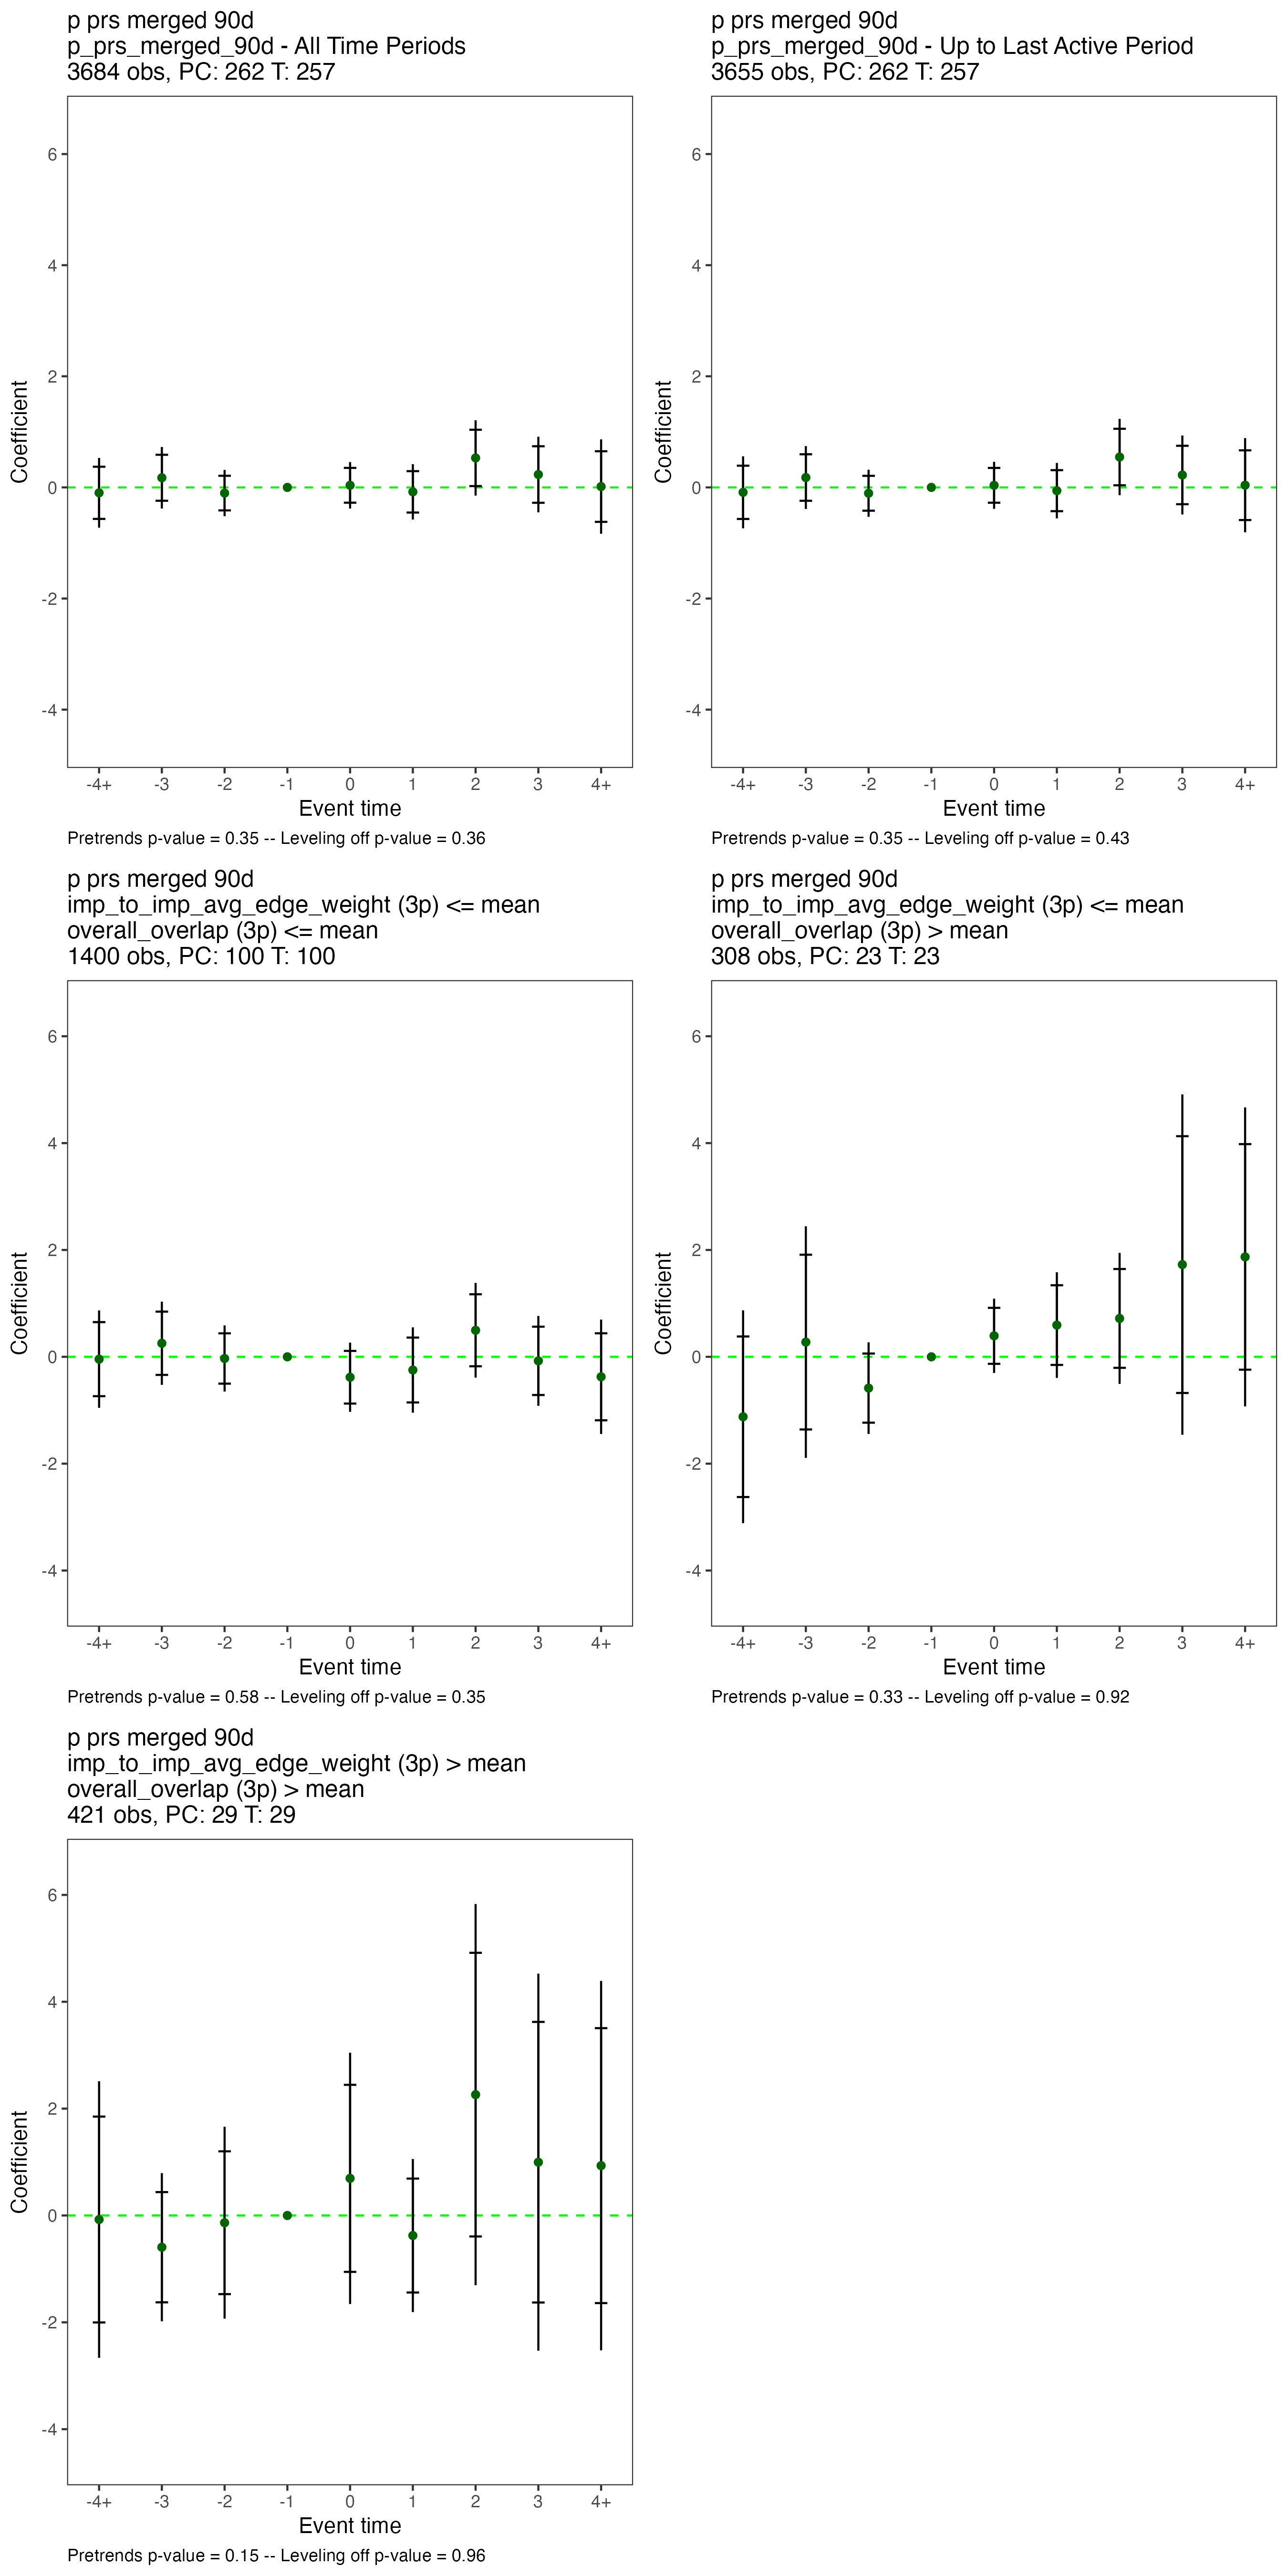 p prs merged 90d
p_prs_merged_90d - All Time Periods
3684 obs, PC: 262 T: 257
6
4
2
0
-2
-4
Coefficient
-4+ -3 -2 -1 0 1 2 3 4+
Event time
Pretrends p-value = 0.35 -- Leveling off p-value = 0.36
p prs merged 90d
p_prs_merged_90d - Up to Last Active Period
3655 obs, PC: 262 T: 257
6
4
2
0
-2
-4
Coefficient
-4+ -3 -2 -1 0 1 2 3 4+
Event time
Pretrends p-value = 0.35 -- Leveling off p-value = 0.43
p prs merged 90d
imp_to_imp_avg_edge_weight (3p) <= mean
overall_overlap (3p) <= mean
1400 obs, PC: 100 T: 100
6
4
2
0
-2
-4
Coefficient
-4+ -3 -2 -1 0 1 2 3 4+
Event time
Pretrends p-value = 0.58 -- Leveling off p-value = 0.35
p prs merged 90d
imp_to_imp_avg_edge_weight (3p) <= mean
overall_overlap (3p) > mean
308 obs, PC: 23 T: 23
6
4
2
0
-2
-4
Coefficient
-4+ -3 -2 -1 0 1 2 3 4+
Event time
Pretrends p-value = 0.33 -- Leveling off p-value = 0.92
p prs merged 90d
imp_to_imp_avg_edge_weight (3p) > mean
overall_overlap (3p) > mean
421 obs, PC: 29 T: 29
6
4
2
0
-2
-4
Coefficient
-4+ -3 -2 -1 0 1 2 3 4+
Event time
Pretrends p-value = 0.15 -- Leveling off p-value = 0.96